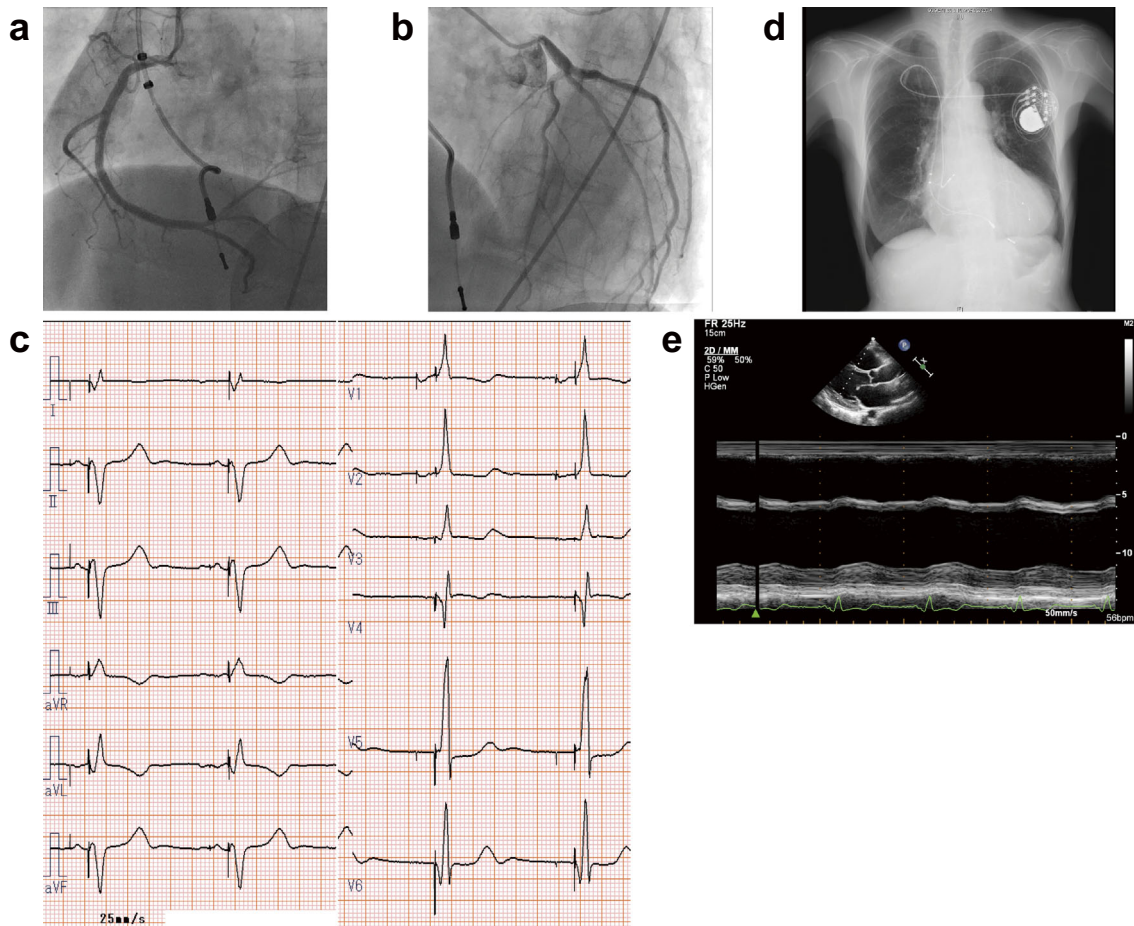 a
b
d
c
I
II
III
aVR
aVL
aVF
25mm/s
V1
V2
V3
V4
V5
V6
e
FR 25Hz
15cm
2D / MM
59% 50%
C 50
P Low
HGen
P
M2
0
5
10
50mm/s
56bpm